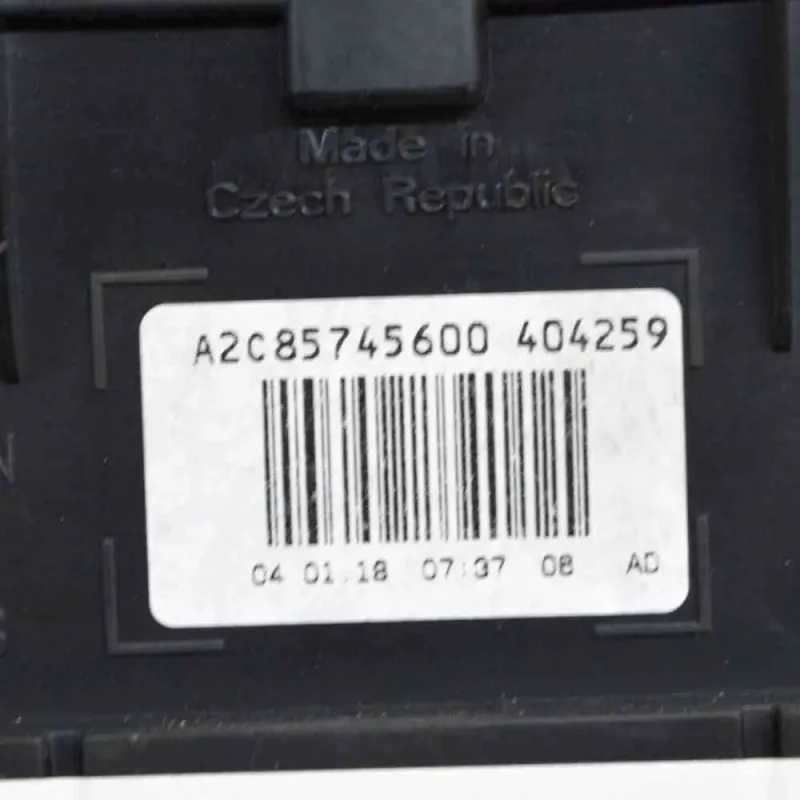 Made in
Czech Republic
A2C85745600 404259
04 01.18 07:37 08 AD
N